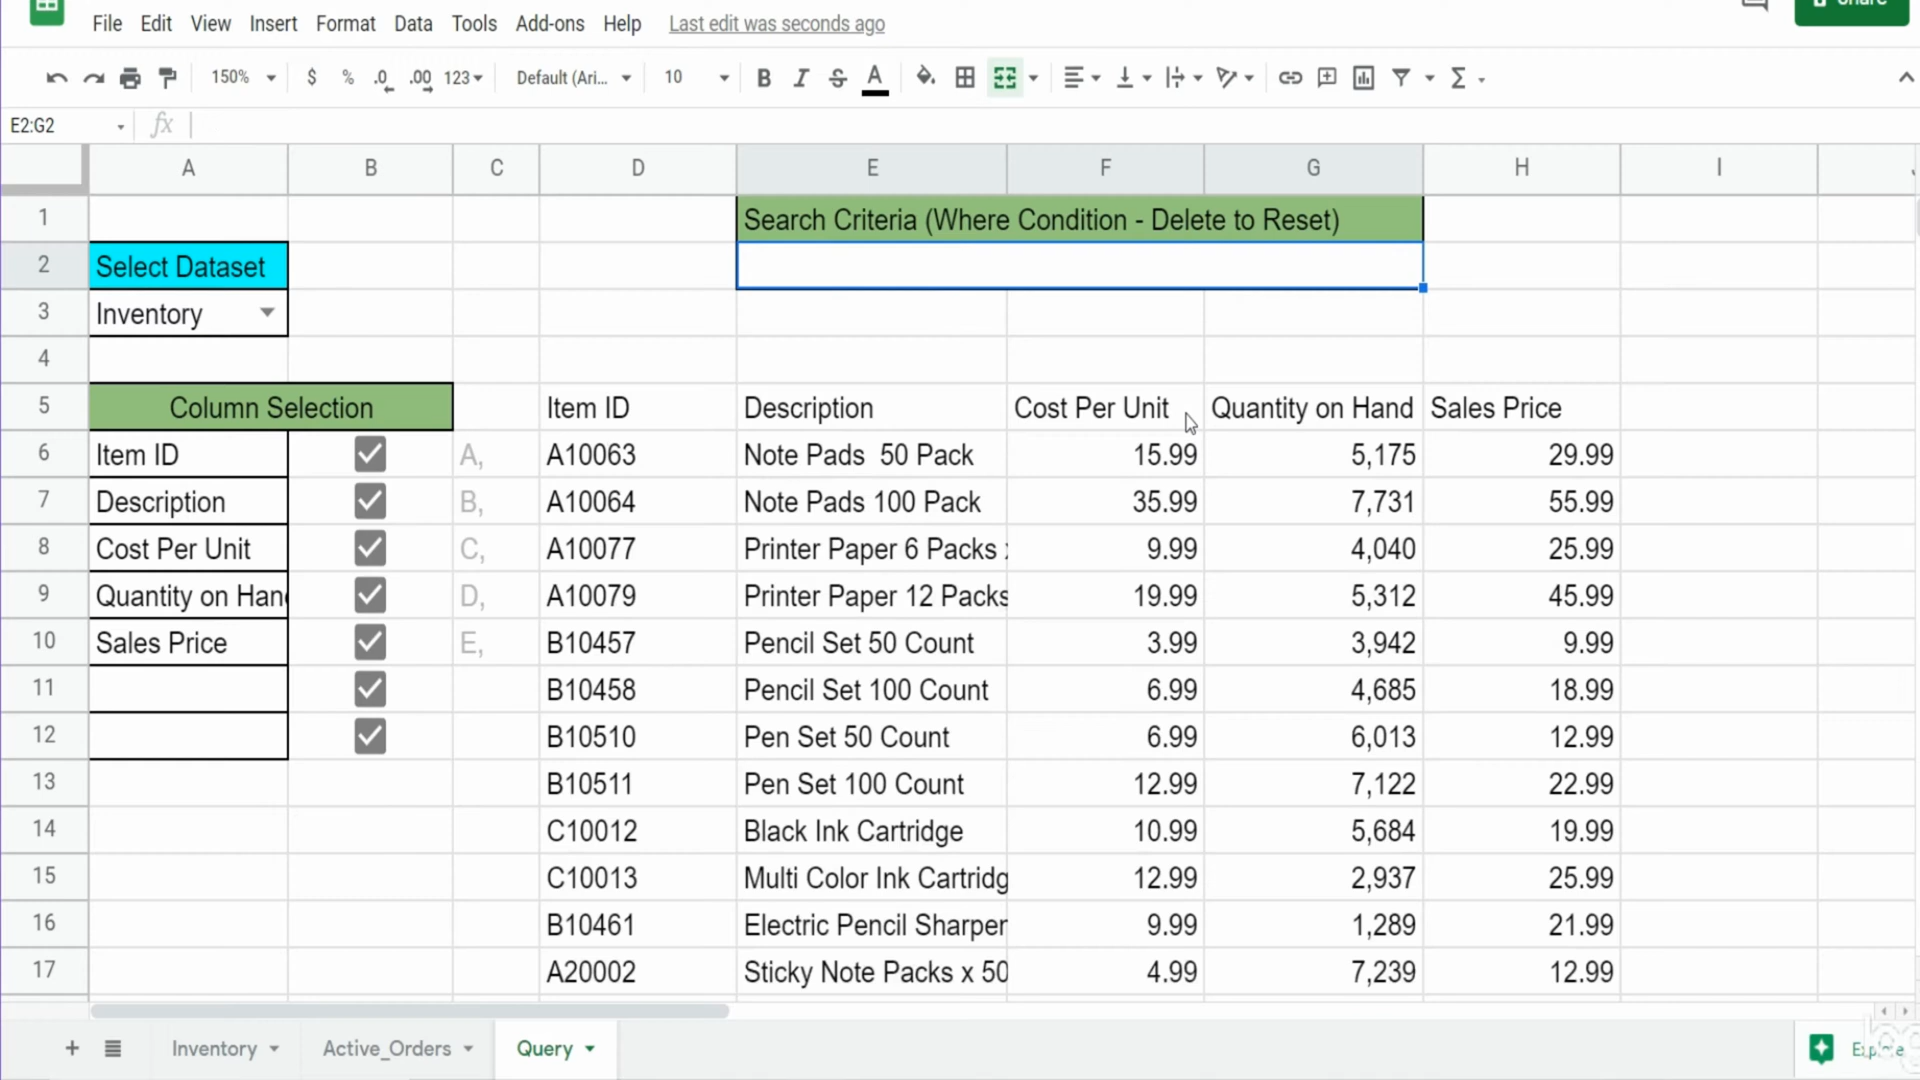 File Edit View Insert Format Data Tools Add-ons Help Last edit was seconds ago
150% $ % .0 .00 123 Default (Ari... 10 B I S A Σ
E2:G2 fx
A B C D E F G H I
1 Search Criteria (Where Condition - Delete to Reset)
2 Select Dataset
3 Inventory
4
5 Column Selection Item ID Description Cost Per Unit Quantity on Hand Sales Price
6 Item ID A, A10063 Note Pads 50 Pack 15.99 5,175 29.99
7 Description B, A10064 Note Pads 100 Pack 35.99 7,731 55.99
8 Cost Per Unit C, A10077 Printer Paper 6 Packs 9.99 4,040 25.99
9 Quantity on Han D, A10079 Printer Paper 12 Packs 19.99 5,312 45.99
10 Sales Price E, B10457 Pencil Set 50 Count 3.99 3,942 9.99
11 B10458 Pencil Set 100 Count 6.99 4,685 18.99
12 B10510 Pen Set 50 Count 6.99 6,013 12.99
13 B10511 Pen Set 100 Count 12.99 7,122 22.99
14 C10012 Black Ink Cartridge 10.99 5,684 19.99
15 C10013 Multi Color Ink Cartridg 12.99 2,937 25.99
16 B10461 Electric Pencil Sharper 9.99 1,289 21.99
17 A20002 Sticky Note Packs x 50 4.99 7,239 12.99
Inventory Active_Orders Query